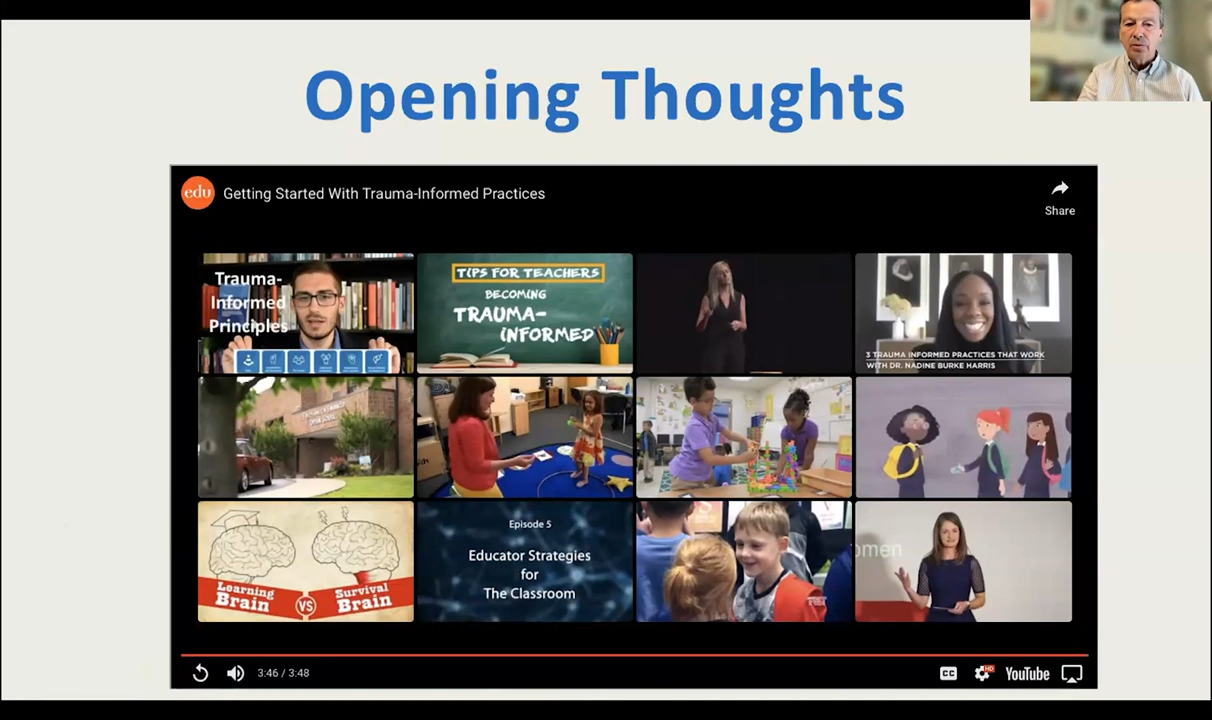 Opening Thoughts
edu
Getting Started With Trauma-Informed Practices
Share
Trauma-
Informed
Principles
TIPS FOR TEACHERS
BECOMING
TRAUMA-
INFORMED
3 TRAUMA INFORMED PRACTICES THAT WORK
WITH DR. NADINE BURKE HARRIS
omen
Learning
Brain
VS
Survival
Brain
Episode 5
Educator Strategies
for
The Classroom
3:46 / 3:48
CC
HD
YouTube